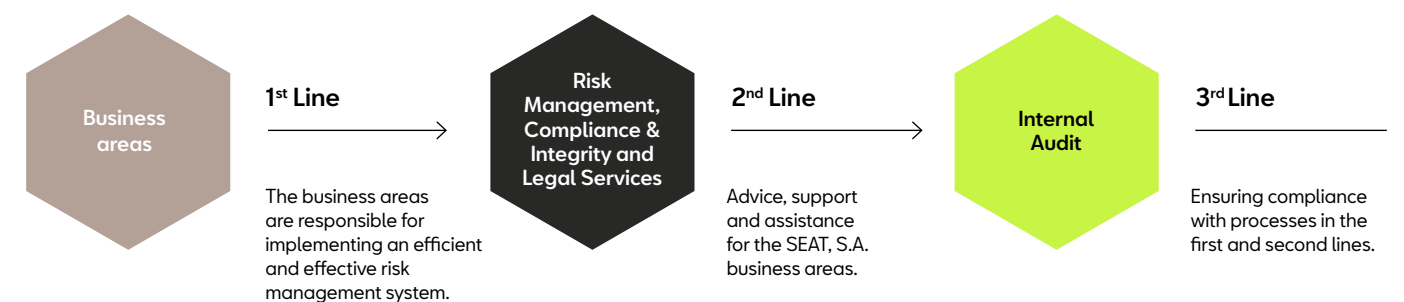 Business
areas
1st Line
The business areas
are responsible for
implementing an efficient
and effective risk
management system.
Risk
Management,
Compliance &
Integrity and
Legal Services
2nd Line
Advice, support
and assistance
for the SEAT, S.A.
business areas.
Internal
Audit
3rd Line
Ensuring compliance
with processes in the
first and second lines.